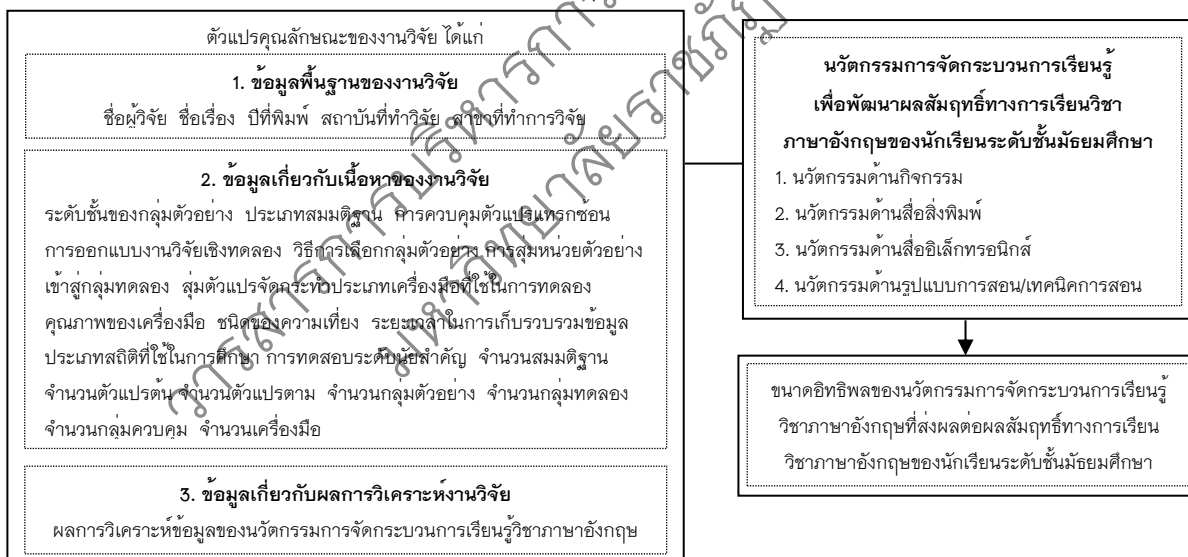 ตัวแปรคุณลักษณะของงานวิจัย ได้แก่
1. ข้อมูลพื้นฐานของงานวิจัย
ชื่อผู้วิจัย ชื่อเรื่อง ปีที่พิมพ์ สถาบันที่ทำวิจัย สาขาที่ทำการวิจัย
2. ข้อมูลเกี่ยวกับเนื้อหาของงานวิจัย
ระดับชั้นของกลุ่มตัวอย่าง ประเภทสมมติฐาน การควบคุมตัวแปรแทรกซ้อน
การออกแบบงานวิจัยเชิงทดลอง วิธีการเลือกกลุ่มตัวอย่าง การสุ่มหน่วยตัวอย่าง
เข้าสู่กลุ่มทดลอง สุ่มตัวแปรจัดกระทำประเภทเครื่องมือที่ใช้ในการทดลอง
คุณภาพของเครื่องมือ ชนิดของความเที่ยง ระยะเวลาในการเก็บรวบรวมข้อมูล
ประเภทสถิติที่ใช้ในการศึกษา การทดสอบระดับนัยสำคัญ จำนวนสมมติฐาน
จำนวนตัวแปรต้น จำนวนตัวแปรตาม จำนวนกลุ่มตัวอย่าง จำนวนกลุ่มทดลอง
จำนวนกลุ่มควบคุม จำนวนเครื่องมือ
3. ข้อมูลเกี่ยวกับผลการวิเคราะห์งานวิจัย
ผลการวิเคราะห์ข้อมูลของนวัตกรรมการจัดกระบวนการเรียนรู้วิชาภาษาอังกฤษ
นวัตกรรมการจัดกระบวนการเรียนรู้
เพื่อพัฒนาผลสัมฤทธิ์ทางการเรียนวิชา
ภาษาอังกฤษของนักเรียนระดับชั้นมัธยมศึกษา
1. นวัตกรรมด้านกิจกรรม
2. นวัตกรรมด้านสื่อสิ่งพิมพ์
3. นวัตกรรมด้านสื่ออิเล็กทรอนิกส์
4. นวัตกรรมด้านรูปแบบการสอน/เทคนิคการสอน
ขนาดอิทธิพลของนวัตกรรมการจัดกระบวนการเรียนรู้
วิชาภาษาอังกฤษที่ส่งผลต่อผลสัมฤทธิ์ทางการเรียน
วิชาภาษาอังกฤษของนักเรียนระดับชั้นมัธยมศึกษา
วารสารการบริหารการ
มหาวิทยาลัยราชภัฏ